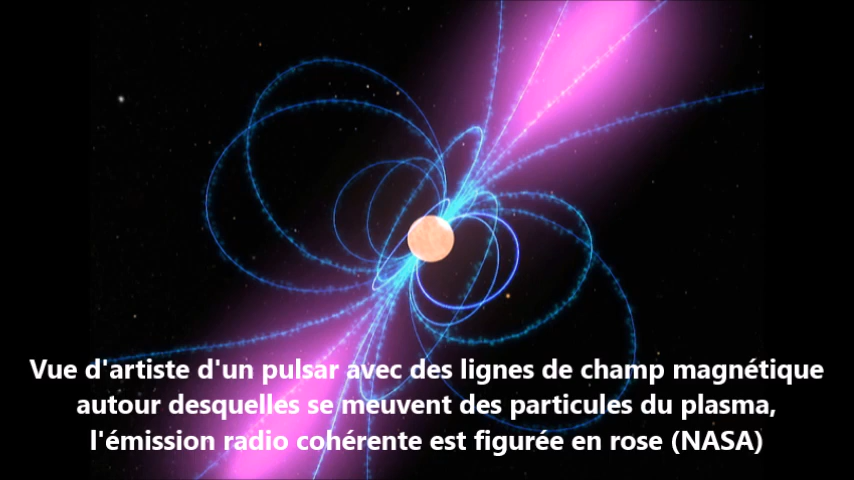 Vue d'artiste d'un pulsar avec des lignes de champ magnétique
autour desquelles se meuvent des particules du plasma,
l'émission radio cohérente est figurée en rose (NASA)